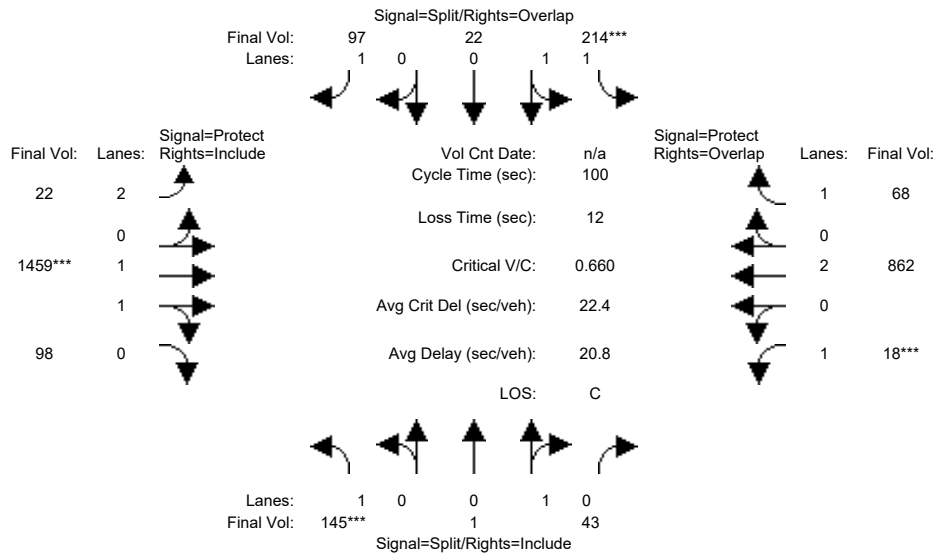 Signal=Split/Rights=Overlap
Final Vol: 97 22 214***
Lanes: 1 0 0 1 1
Signal=Protect Signal=Protect
Final Vol: Lanes: Rights=Include Vol Cnt Date: n/a Rights=Overlap Lanes: Final Vol:
Cycle Time (sec): 100
22 2 1 68
Loss Time (sec): 12
0 0
1459*** 1 Critical V/C: 0.660 2 862
1 Avg Crit Del (sec/veh): 22.4 0
98 0 Avg Delay (sec/veh): 20.8 1 18***
LOS: C
Lanes: 1 0 0 1 0
Final Vol: 145*** 1 43
Signal=Split/Rights=Include